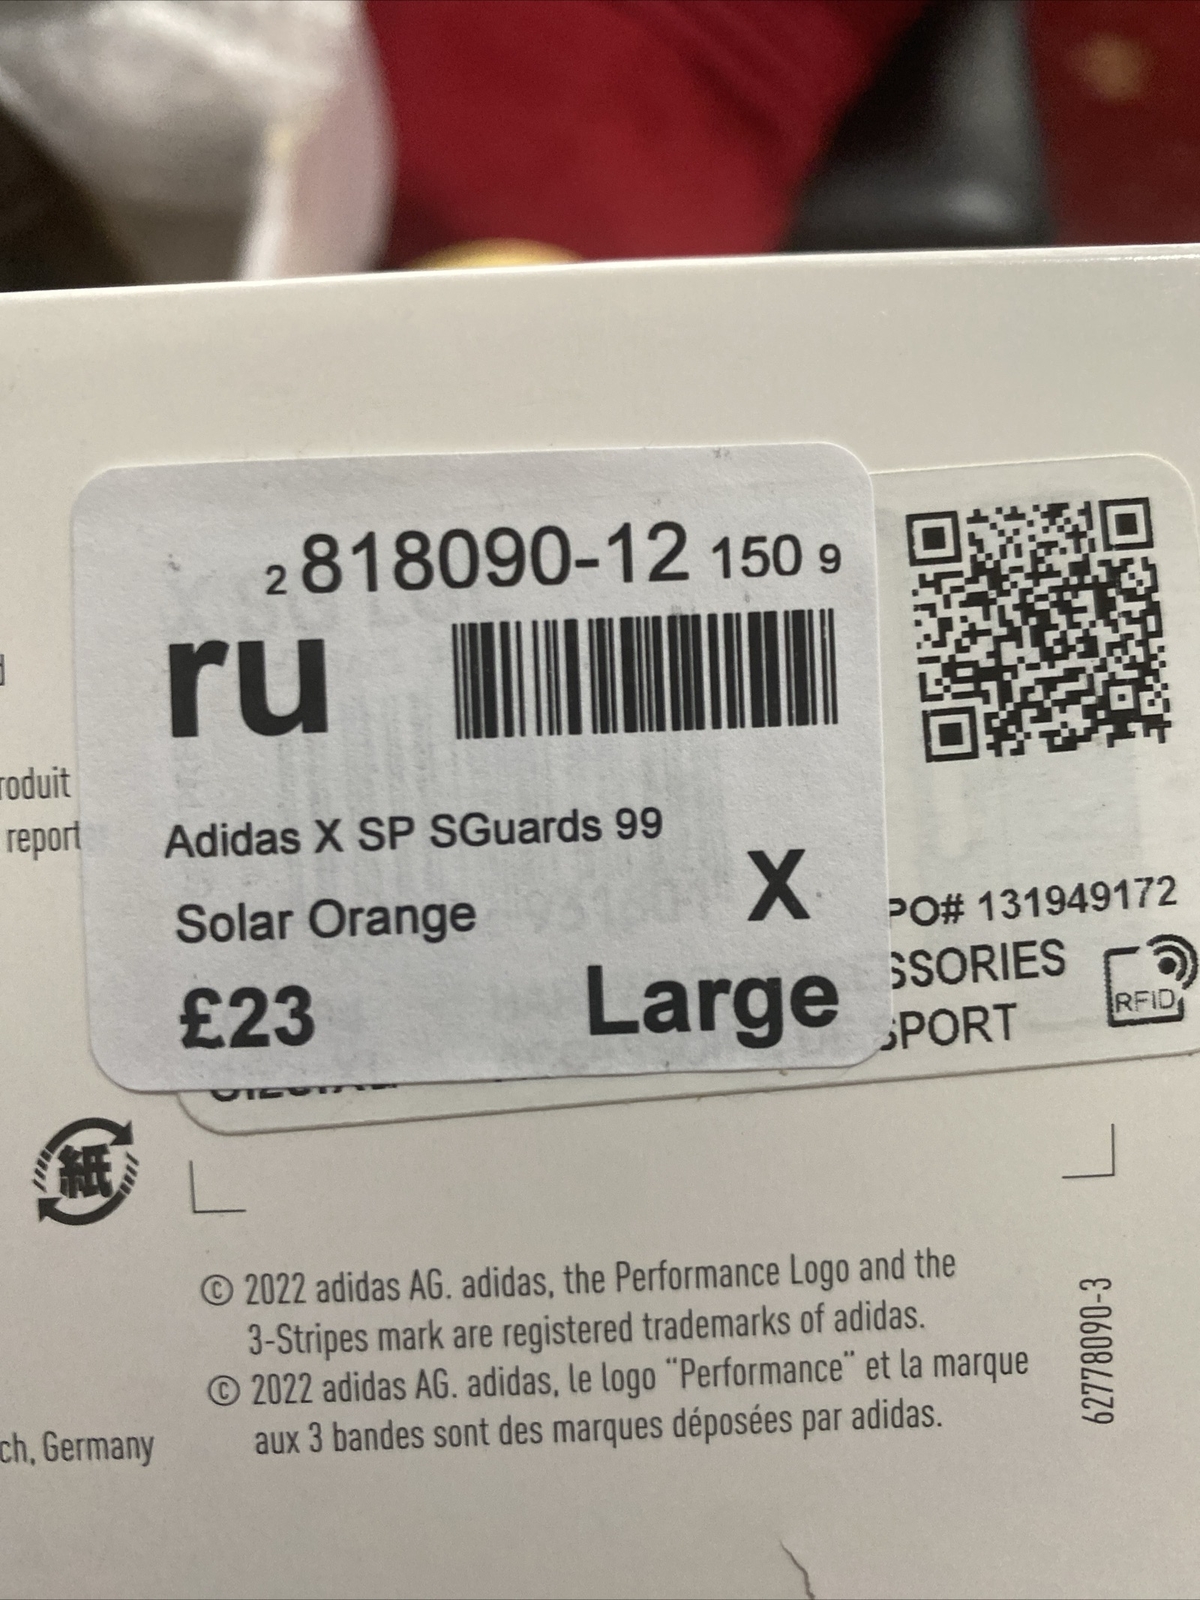 2 818090-12 150 9
ru
Adidas X SP SGuards 99
Solar Orange
X
£23
Large
PO# 131949172
SSORIES
SPORT
RFID
roduit
report
紙
© 2022 adidas AG. adidas, the Performance Logo and the
3-Stripes mark are registered trademarks of adidas.
© 2022 adidas AG. adidas, le logo "Performance" et la marque
aux 3 bandes sont des marques déposées par adidas.
62778090-3
ch, Germany